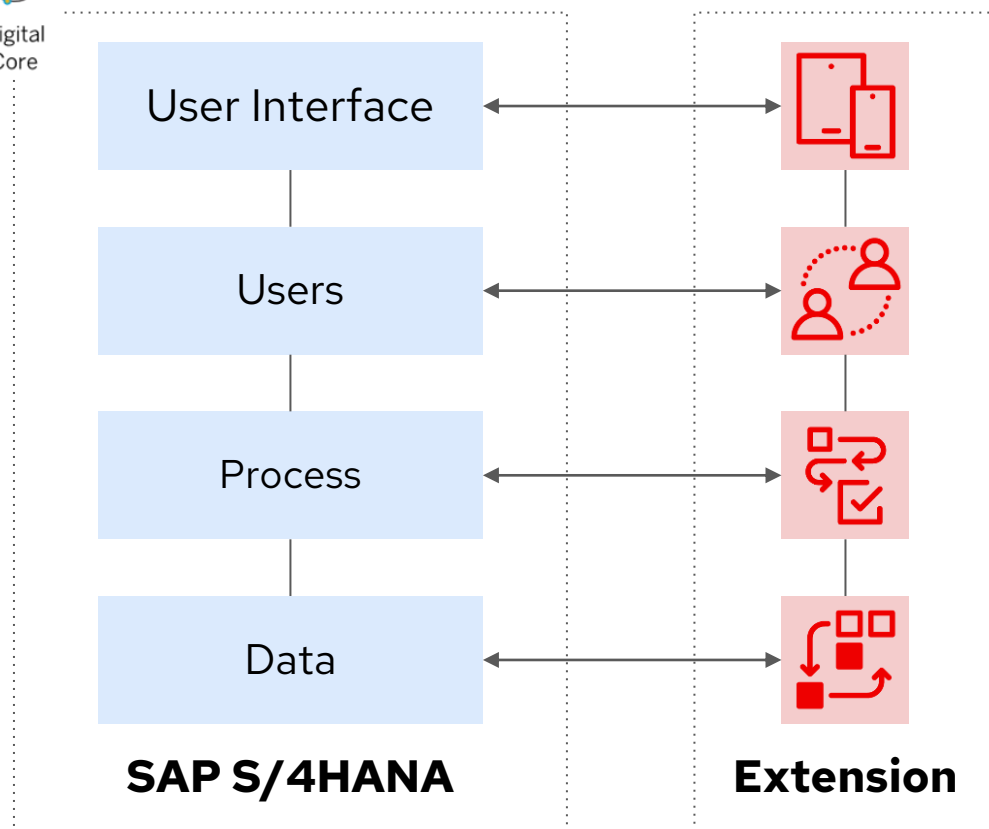 igital
Core
User Interface
Users
Process
Data
SAP S/4HANA
Extension